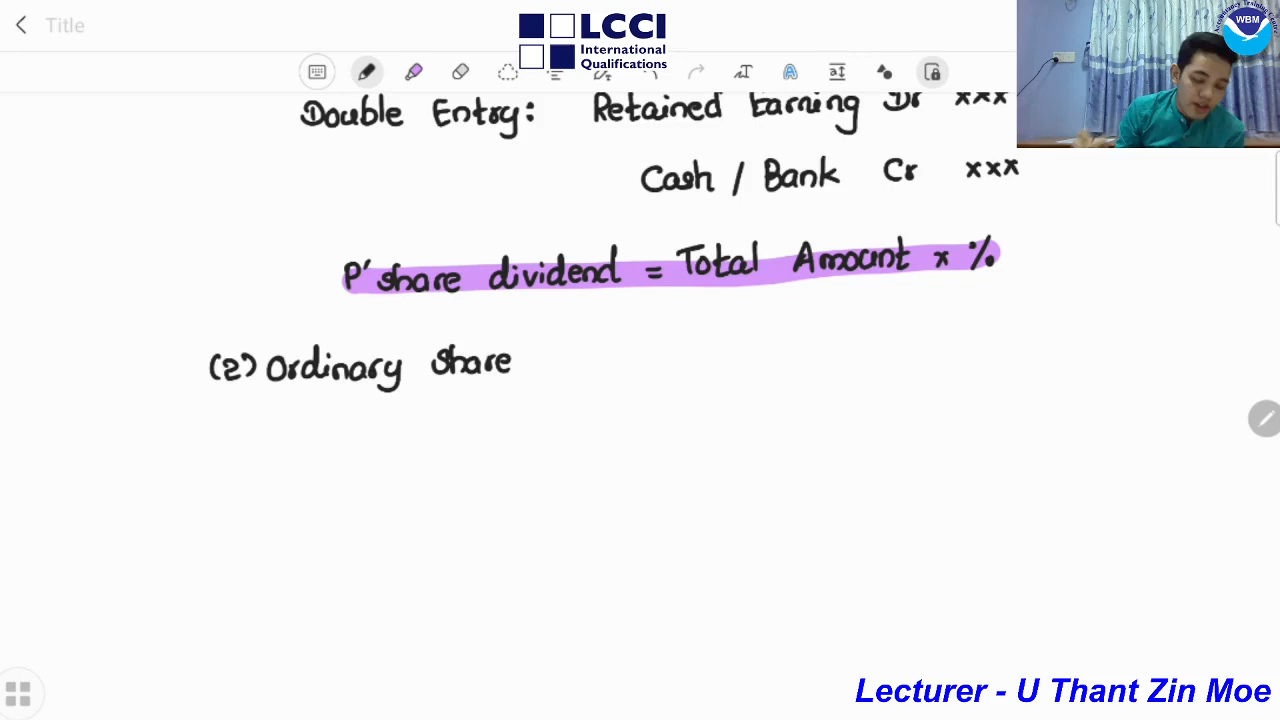 Title
LCCI
International
Qualifications
WBM
Double Entry: Retained Earning Dr xxx
Cash / Bank Cr xxx
P' share dividend = Total Amount x %
(2) Ordinary Share
Lecturer - U Thant Zin Moe